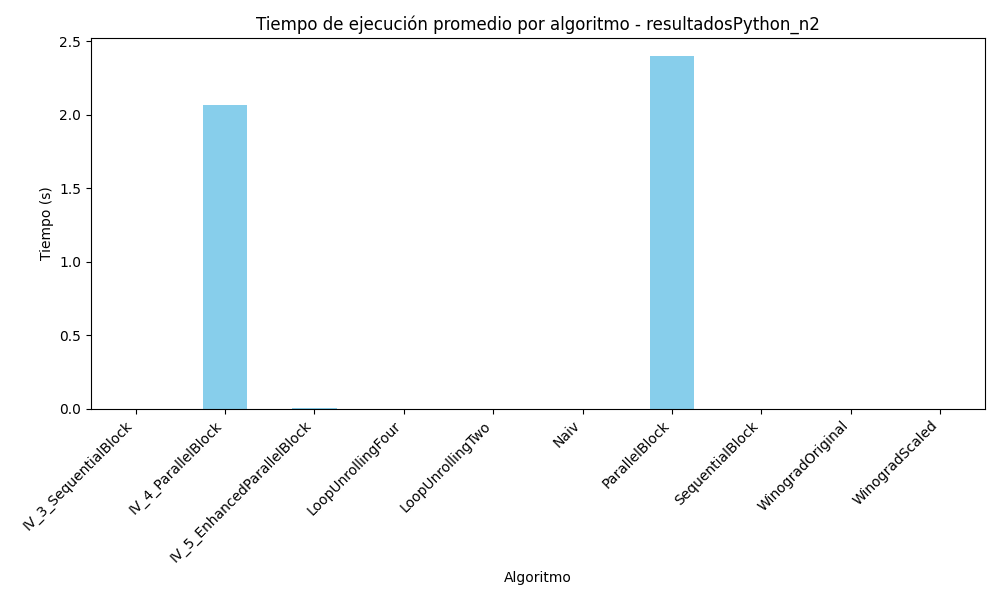 Tiempo de ejecución promedio por algoritmo - resultadosPython_n2
Tiempo (s)
2.5
2.0
1.5
1.0
0.5
0.0
IV_3_SequentialBlock
IV_4_ParallelBlock
IV_5_EnhancedParallelBlock
LoopUnrollingFour
LoopUnrollingTwo
Naiv
ParallelBlock
SequentialBlock
WinogradOriginal
WinogradScaled
Algoritmo